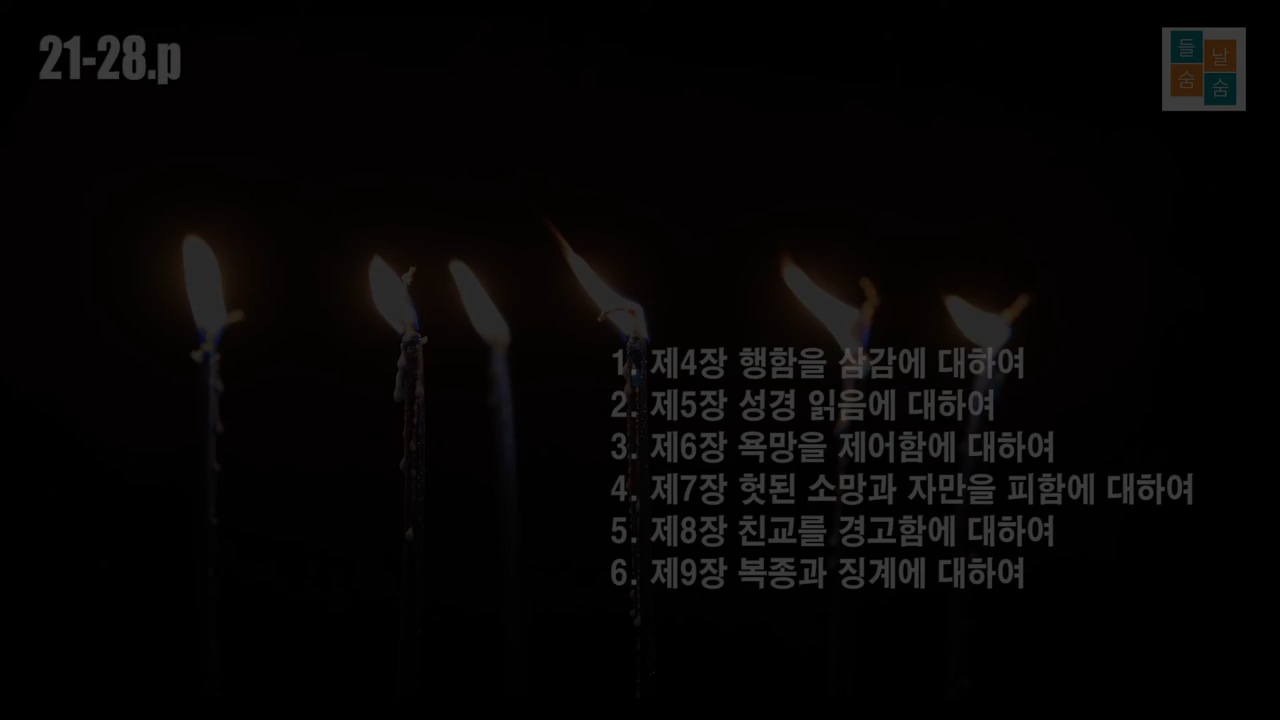 21-28.p
들 날
숨 숨
1. 제4장 행함을 삼감에 대하여
2. 제5장 성경 읽음에 대하여
3. 제6장 욕망을 제어함에 대하여
4. 제7장 헛된 소망과 자만을 피함에 대하여
5. 제8장 친교를 경고함에 대하여
6. 제9장 복종과 징계에 대하여